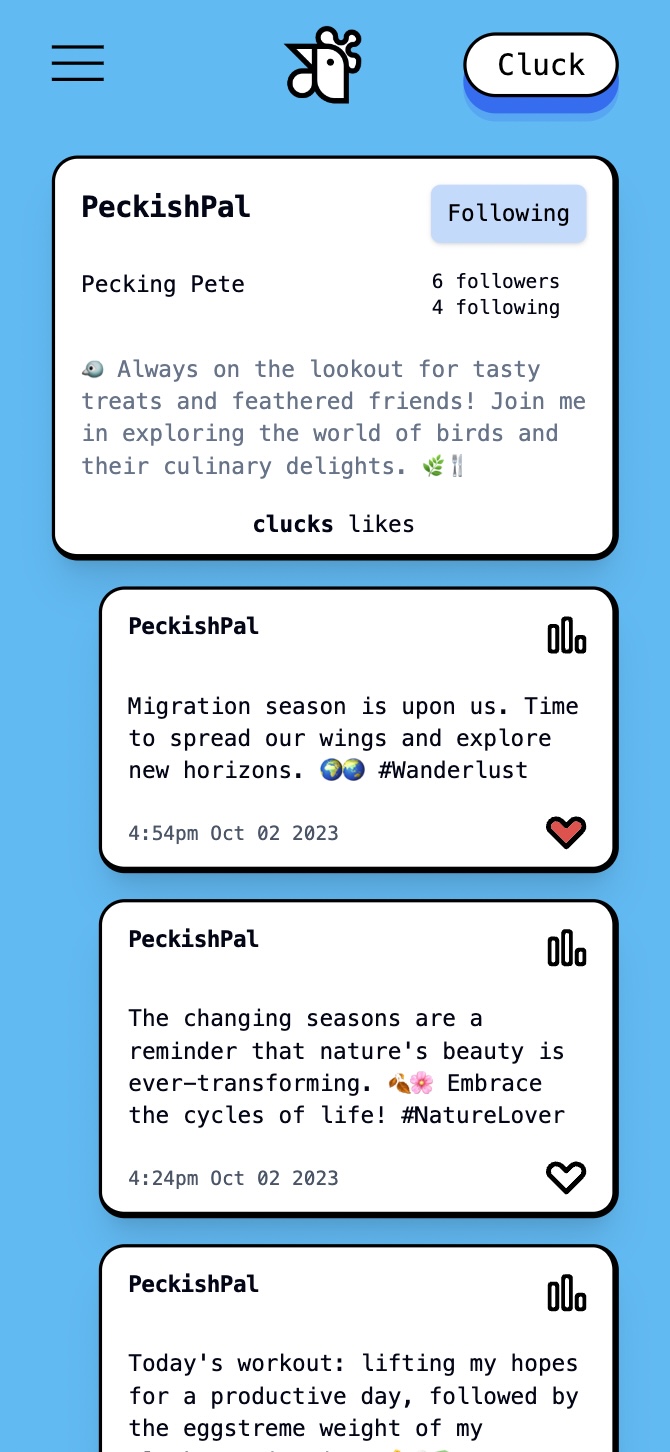 Cluck
PeckishPal
Following
Pecking Pete
6 followers
4 following
🐦 Always on the lookout for tasty
treats and feathered friends! Join me
in exploring the world of birds and
their culinary delights. 🌿🍴
clucks likes
PeckishPal
Migration season is upon us. Time
to spread our wings and explore
new horizons. 🌍🌏 #Wanderlust
4:54pm Oct 02 2023
PeckishPal
The changing seasons are a
reminder that nature's beauty is
ever-transforming. 🍂🌸 Embrace
the cycles of life! #NatureLover
4:24pm Oct 02 2023
PeckishPal
Today's workout: lifting my hopes
for a productive day, followed by
the eggstreme weight of my